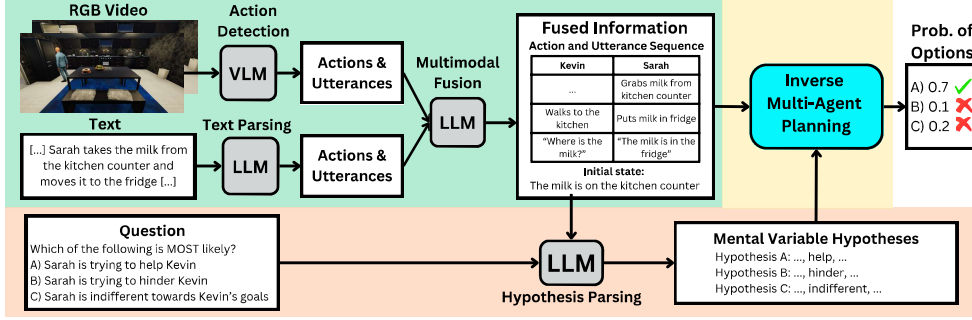 RGB Video
Action
Detection
VLM
Actions &
Utterances
Text
[...] Sarah takes the milk from
the kitchen counter and
moves it to the fridge [...]
Text Parsing
LLM
Actions &
Utterances
Multimodal
Fusion
LLM
Fused Information
Action and Utterance Sequence
Kevin
Sarah
...
Grabs milk from
kitchen counter
Walks to the
kitchen
Puts milk in fridge
"Where is the
milk?"
"The milk is in the
fridge"
Initial state:
The milk is on the kitchen counter
Inverse
Multi-Agent
Planning
Prob. of
Options
A) 0.7
B) 0.1
C) 0.2
Question
Which of the following is MOST likely?
A) Sarah is trying to help Kevin
B) Sarah is trying to hinder Kevin
C) Sarah is indifferent towards Kevin's goals
LLM
Hypothesis Parsing
Mental Variable Hypotheses
Hypothesis A: ..., help, ...
Hypothesis B: ..., hinder, ...
Hypothesis C: ..., indifferent, ...